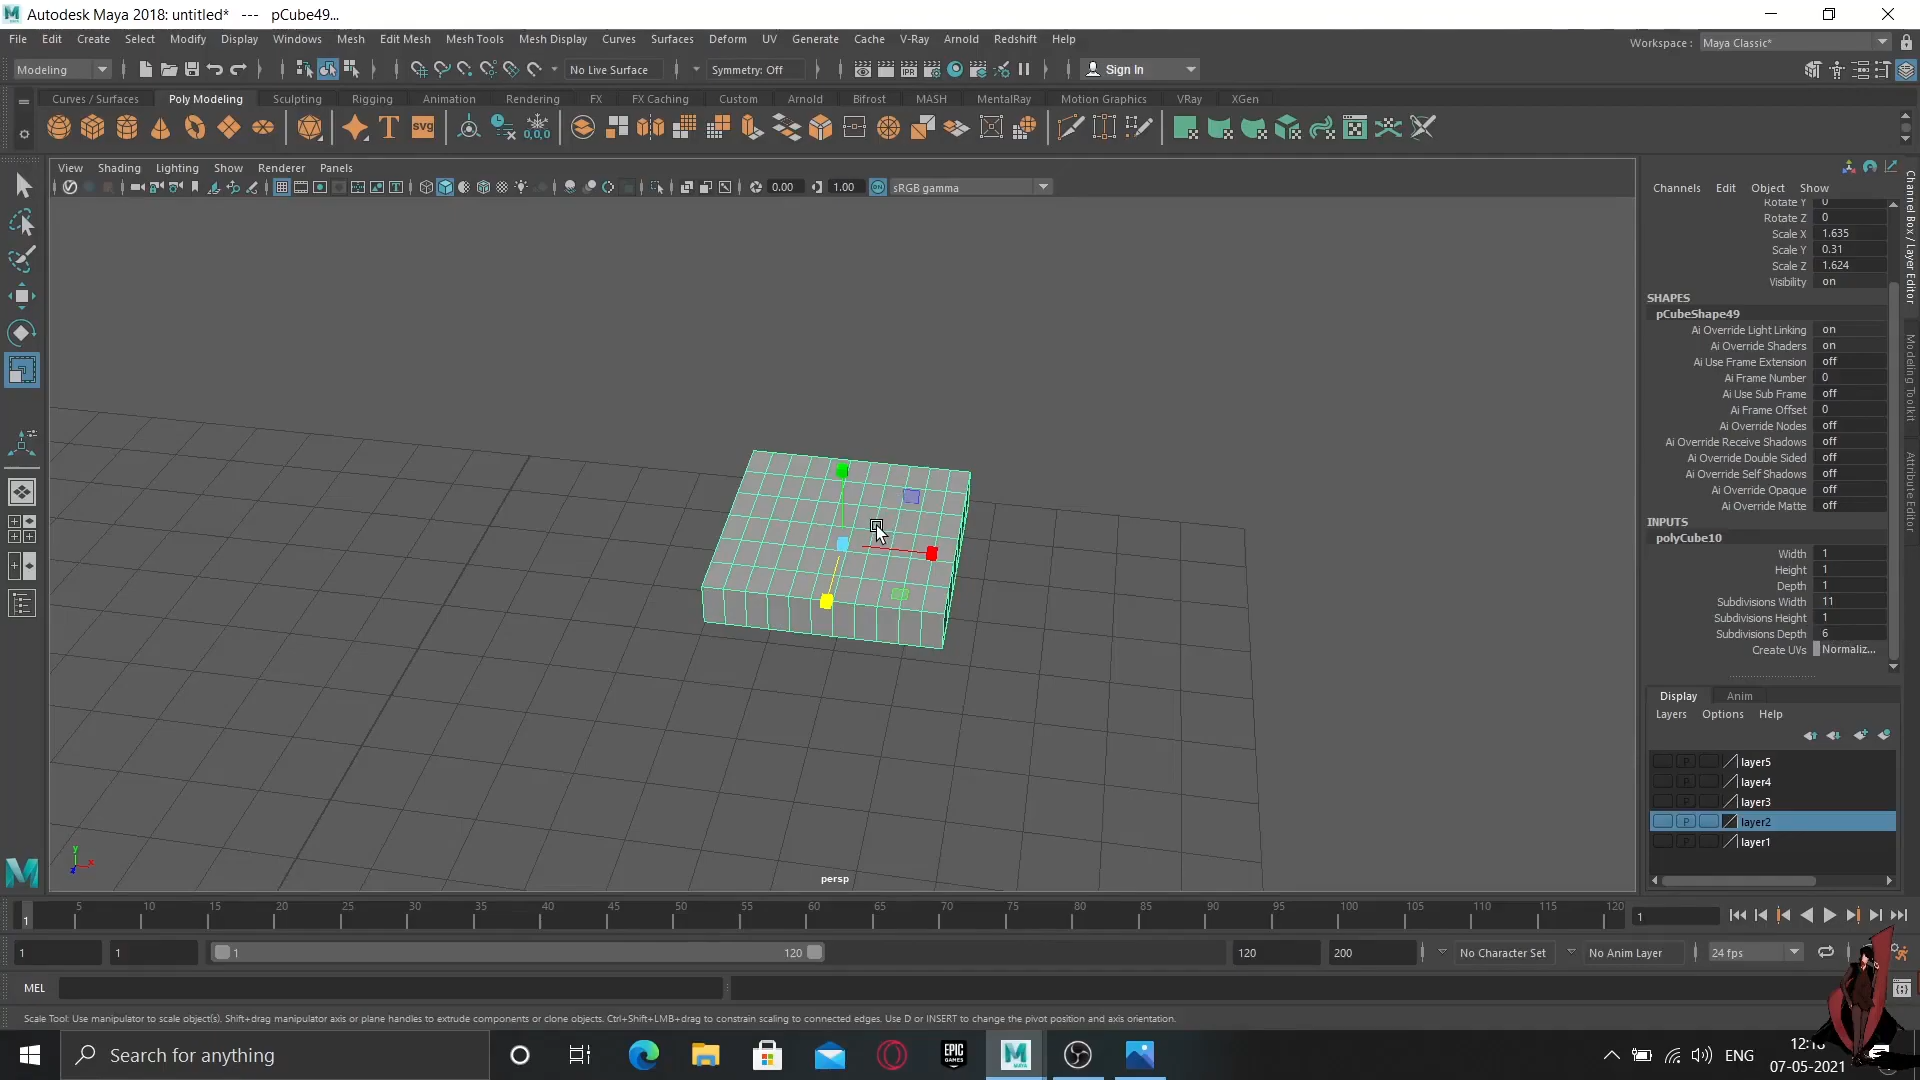 Autodesk Maya 2018: untitled*   ---   pCube49...
File Edit Create Select Modify Display Windows Mesh Edit Mesh Mesh Tools Mesh Display Curves Surfaces Deform UV Generate Cache V-Ray Arnold Redshift Help
Workspace : Maya Classic*
Modeling No Live Surface Symmetry: Off Sign In
Curves / Surfaces Poly Modeling Sculpting Rigging Animation Rendering FX FX Caching Custom Arnold Bifrost MASH MentalRay Motion Graphics VRay XGen
View Shading Lighting Show Renderer Panels
0.00 1.00 sRGB gamma
Channels Edit Object Show
Rotate Y 0
Rotate Z 0
Scale X 1.635
Scale Y 0.31
Scale Z 1.624
Visibility on
SHAPES
pCubeShape49
Ai Override Light Linking on
Ai Override Shaders on
Ai Use Frame Extension off
Ai Frame Number 0
Ai Use Sub Frame off
Ai Frame Offset 0
Ai Override Nodes off
Ai Override Receive Shadows off
Ai Override Double Sided off
Ai Override Self Shadows off
Ai Override Opaque off
Ai Override Matte off
INPUTS
polyCube10
Width 1
Height 1
Depth 1
Subdivisions Width 11
Subdivisions Height 1
Subdivisions Depth 6
Create UVs Normaliz...
Channel Box / Layer Editor
Modeling Toolkit
Attribute Editor
Display Anim
Layers Options Help
layer5
layer4
layer3
layer2
layer1
persp
1 5 10 15 20 25 30 35 40 45 50 55 60 65 70 75 80 85 90 95 100 105 110 115 120 1
1 1 1 120 120 200 No Character Set No Anim Layer 24 fps
MEL
Scale Tool: Use manipulator to scale object(s). Shift+drag manipulator axis or plane handles to extrude components or clone objects. Ctrl+Shift+LMB+drag to constrain scaling to connected edges. Use D or INSERT to change the pivot position and axis orientation.
Search for anything
ENG
07-05-2021